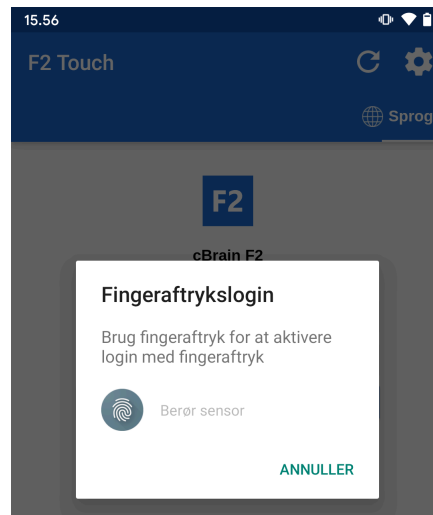 15.56
F2 Touch
Sprog
F2
cBrain F2
Fingeraftrykslogin
Brug fingeraftryk for at aktivere
login med fingeraftryk
Berør sensor
ANNULLER